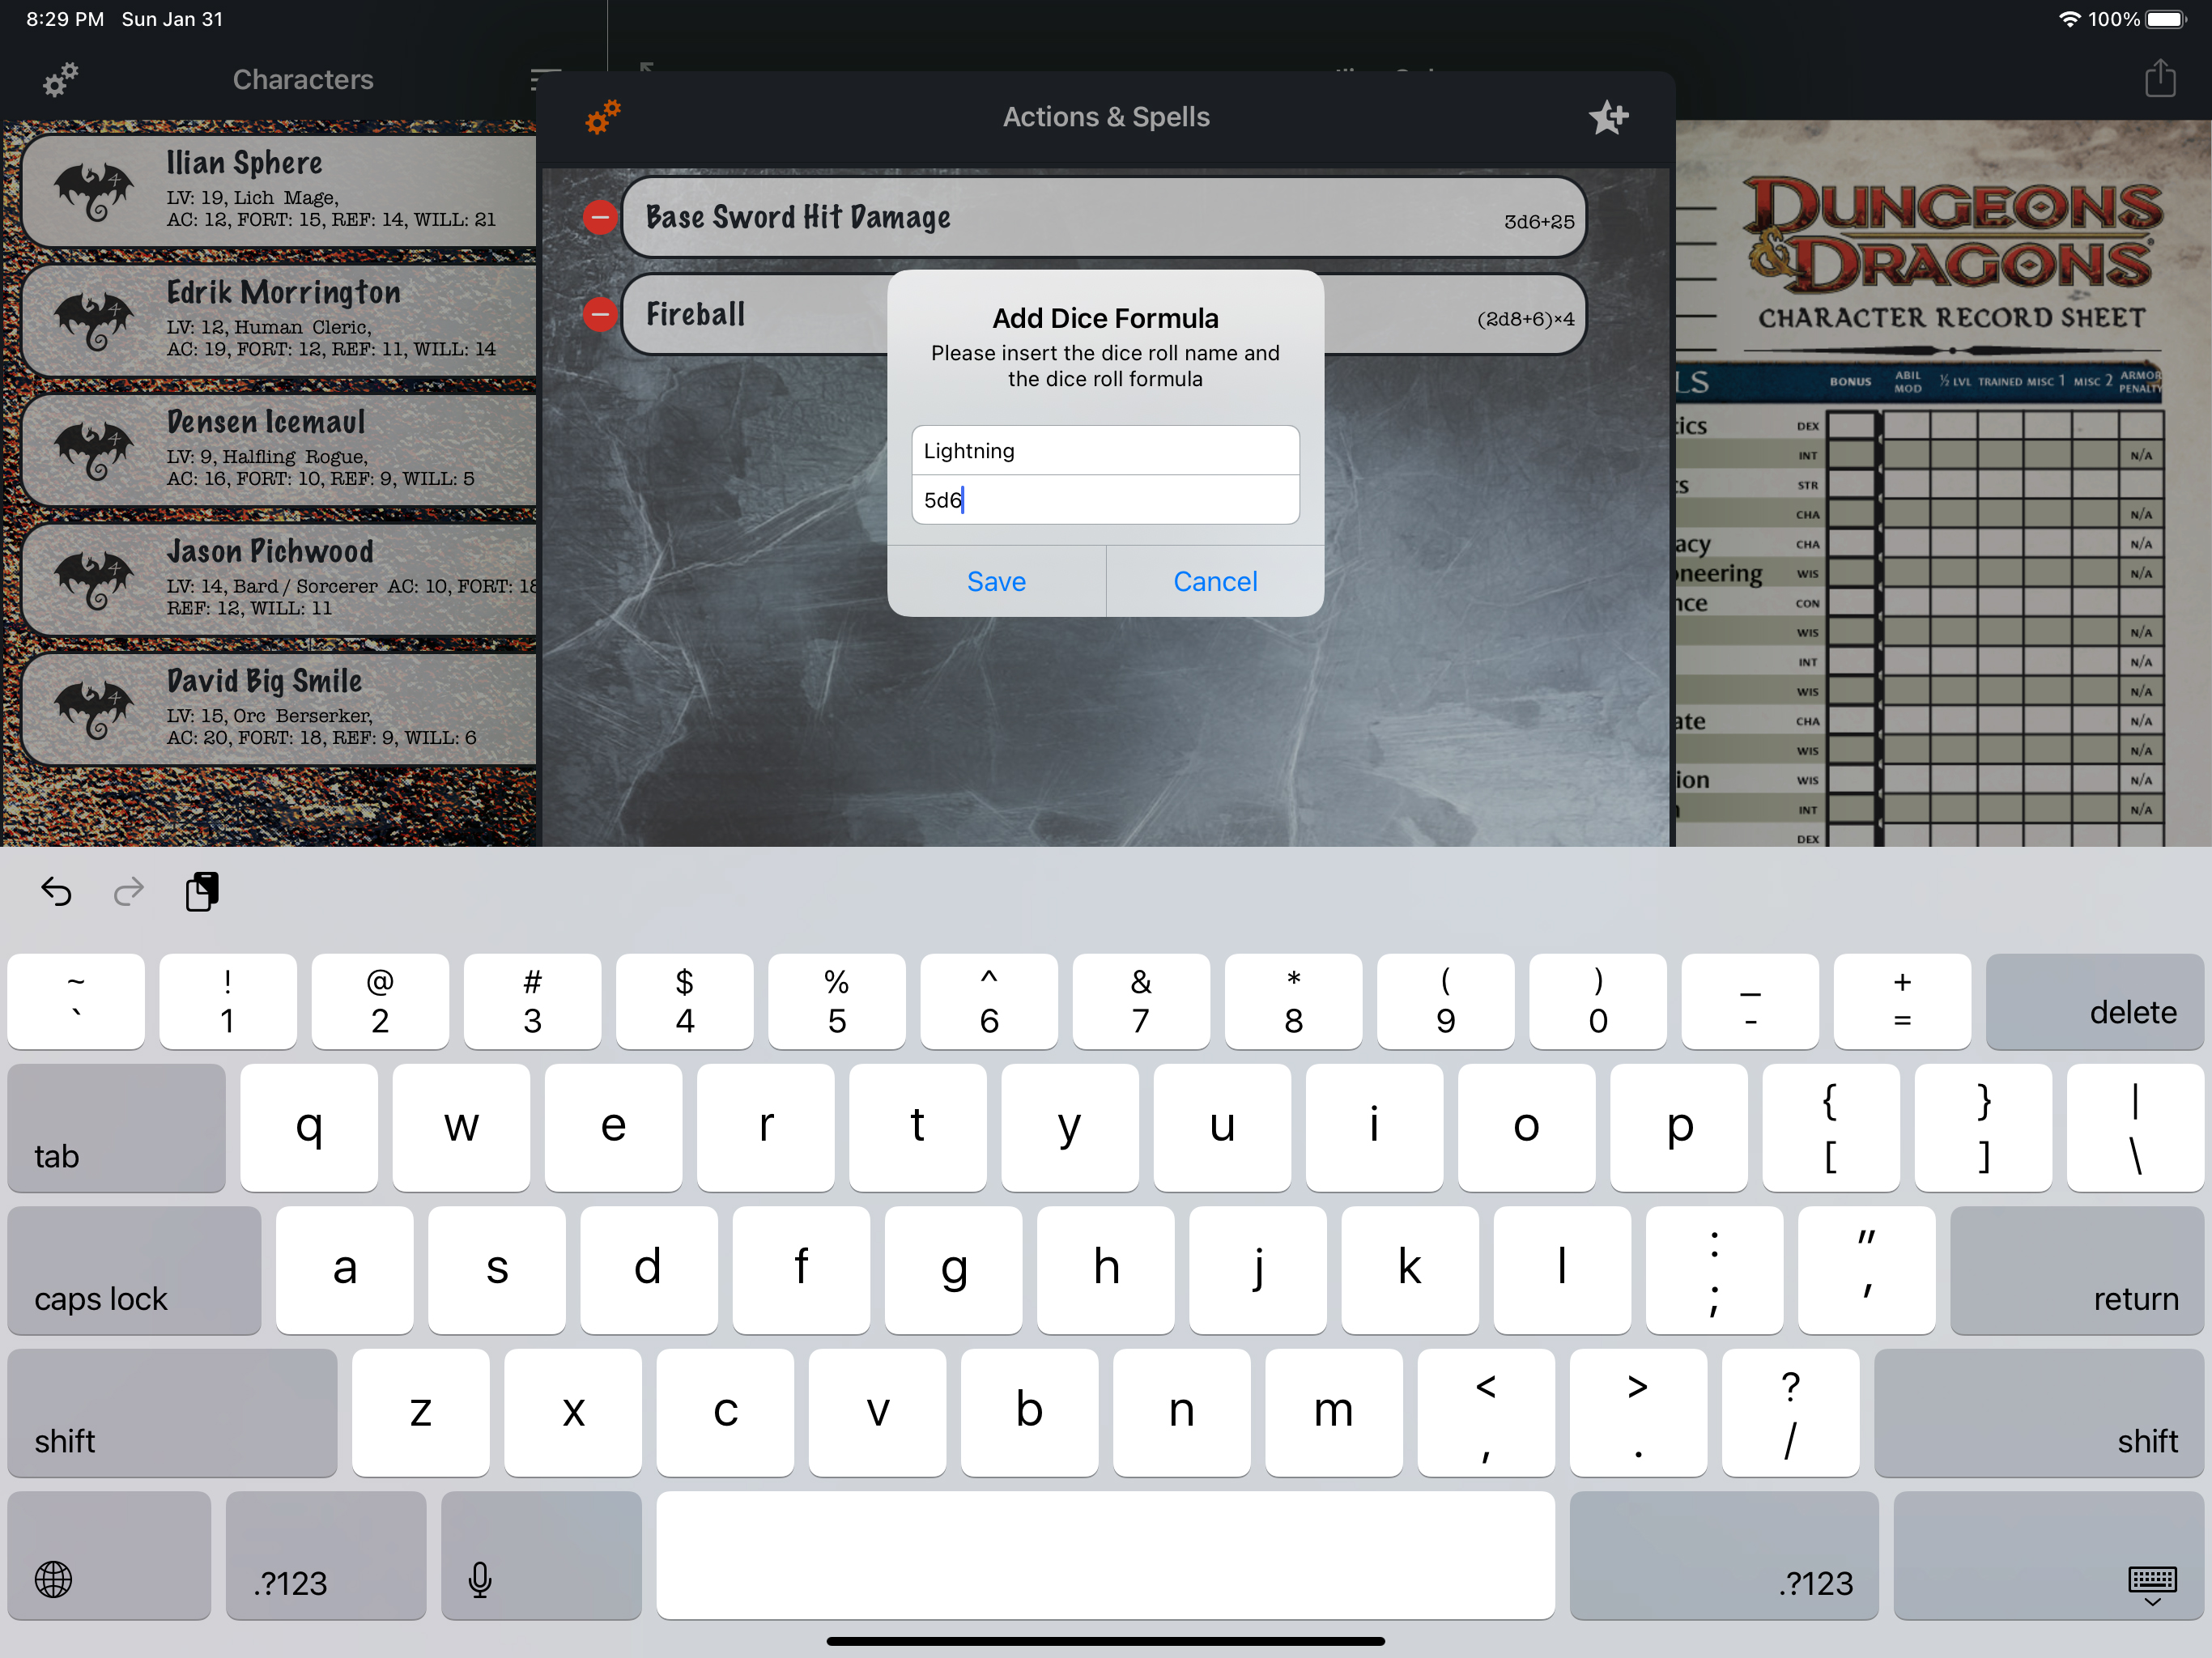 8:29 PM Sun Jan 31
100%
Characters
Ilian Sphere
LV: 19, Lich Mage,
AC: 12, FORT: 15, REF: 14, WILL: 21
Edrik Morrington
LV: 12, Human Cleric,
AC: 19, FORT: 12, REF: 11, WILL: 14
Densen Icemaul
LV: 9, Halfling Rogue,
AC: 16, FORT: 10, REF: 9, WILL: 5
Jason Pichwood
LV: 14, Bard / Sorcerer AC: 10, FORT: 18
REF: 12, WILL: 11
David Big Smile
LV: 15, Orc Berserker,
AC: 20, FORT: 18, REF: 9, WILL: 6
Actions & Spells
Base Sword Hit Damage 3d6+25
Fireball (2d8+6)×4
Add Dice Formula
Please insert the dice roll name and
the dice roll formula
Lightning
5d6
Save Cancel
DUNGEONS
& DRAGONS
CHARACTER RECORD SHEET
LS BONUS ABIL MOD ½ LVL TRAINED MISC 1 MISC 2 ARMOR PENALTY
ics DEX
INT N/A
s STR
CHA N/A
acy CHA N/A
oneering WIS N/A
nce CON
WIS N/A
INT N/A
WIS N/A
ate CHA N/A
WIS N/A
ion WIS N/A
INT N/A
DEX
~ ! @ # $ % ^ & * ( ) _ +
` 1 2 3 4 5 6 7 8 9 0 - = delete
tab q w e r t y u i o p { [ } ] | \
caps lock a s d f g h j k l : ; " ' return
shift z x c v b n m < , > . ? / shift
.?123 .?123